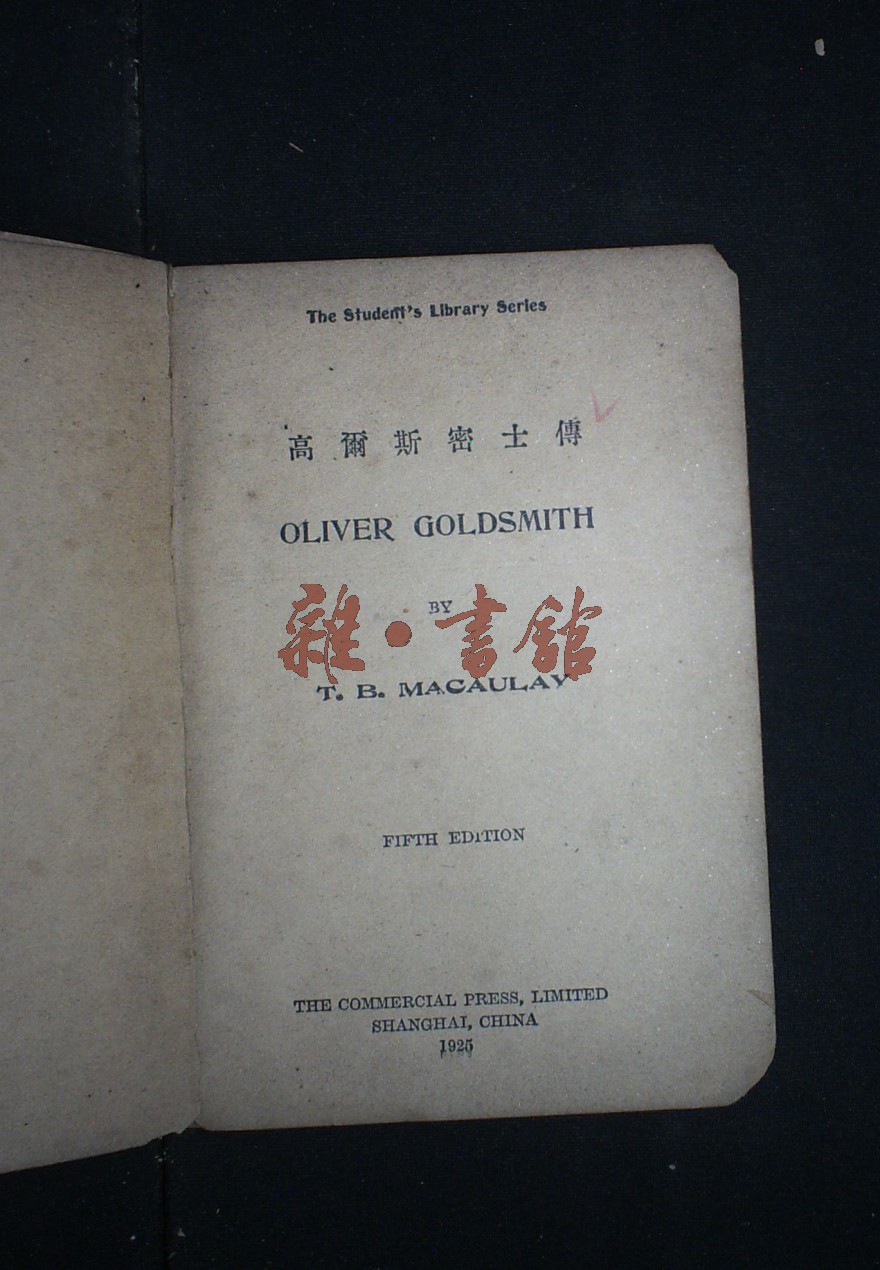 The Student's Library Series
高爾斯密士傳
OLIVER GOLDSMITH
BY
雜·書館
T. B. MACAULAY
FIFTH EDITION
THE COMMERCIAL PRESS, LIMITED
SHANGHAI, CHINA
1925